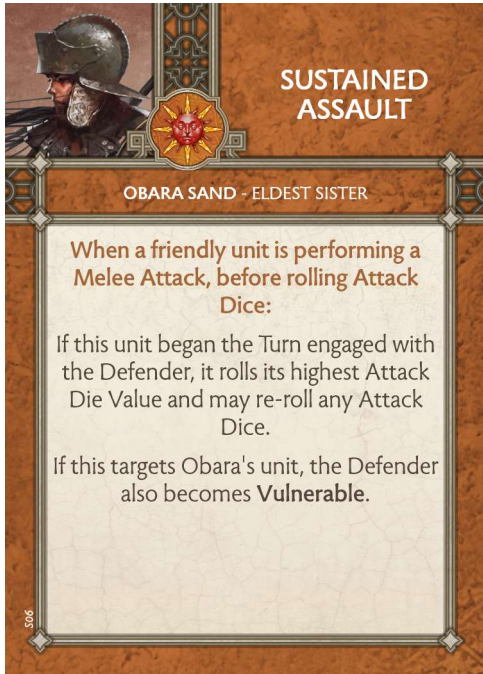 SUSTAINED
ASSAULT
OBARA SAND - ELDEST SISTER
When a friendly unit is performing a
Melee Attack, before rolling Attack
Dice:
If this unit began the Turn engaged with
the Defender, it rolls its highest Attack
Die Value and may re-roll any Attack
Dice.
If this targets Obara's unit, the Defender
also becomes Vulnerable.
S06